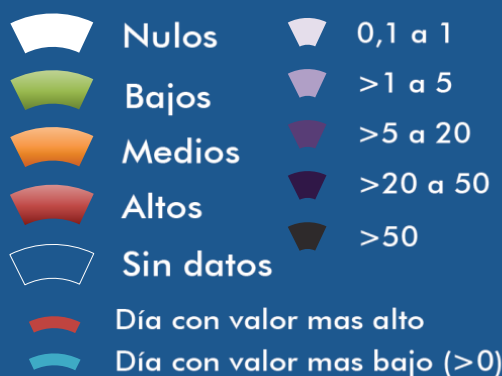 Nulos
Bajos
Medios
Altos
Sin datos
0,1 a 1
>1 a 5
>5 a 20
>20 a 50
>50
Día con valor mas alto
Día con valor mas bajo (>0)